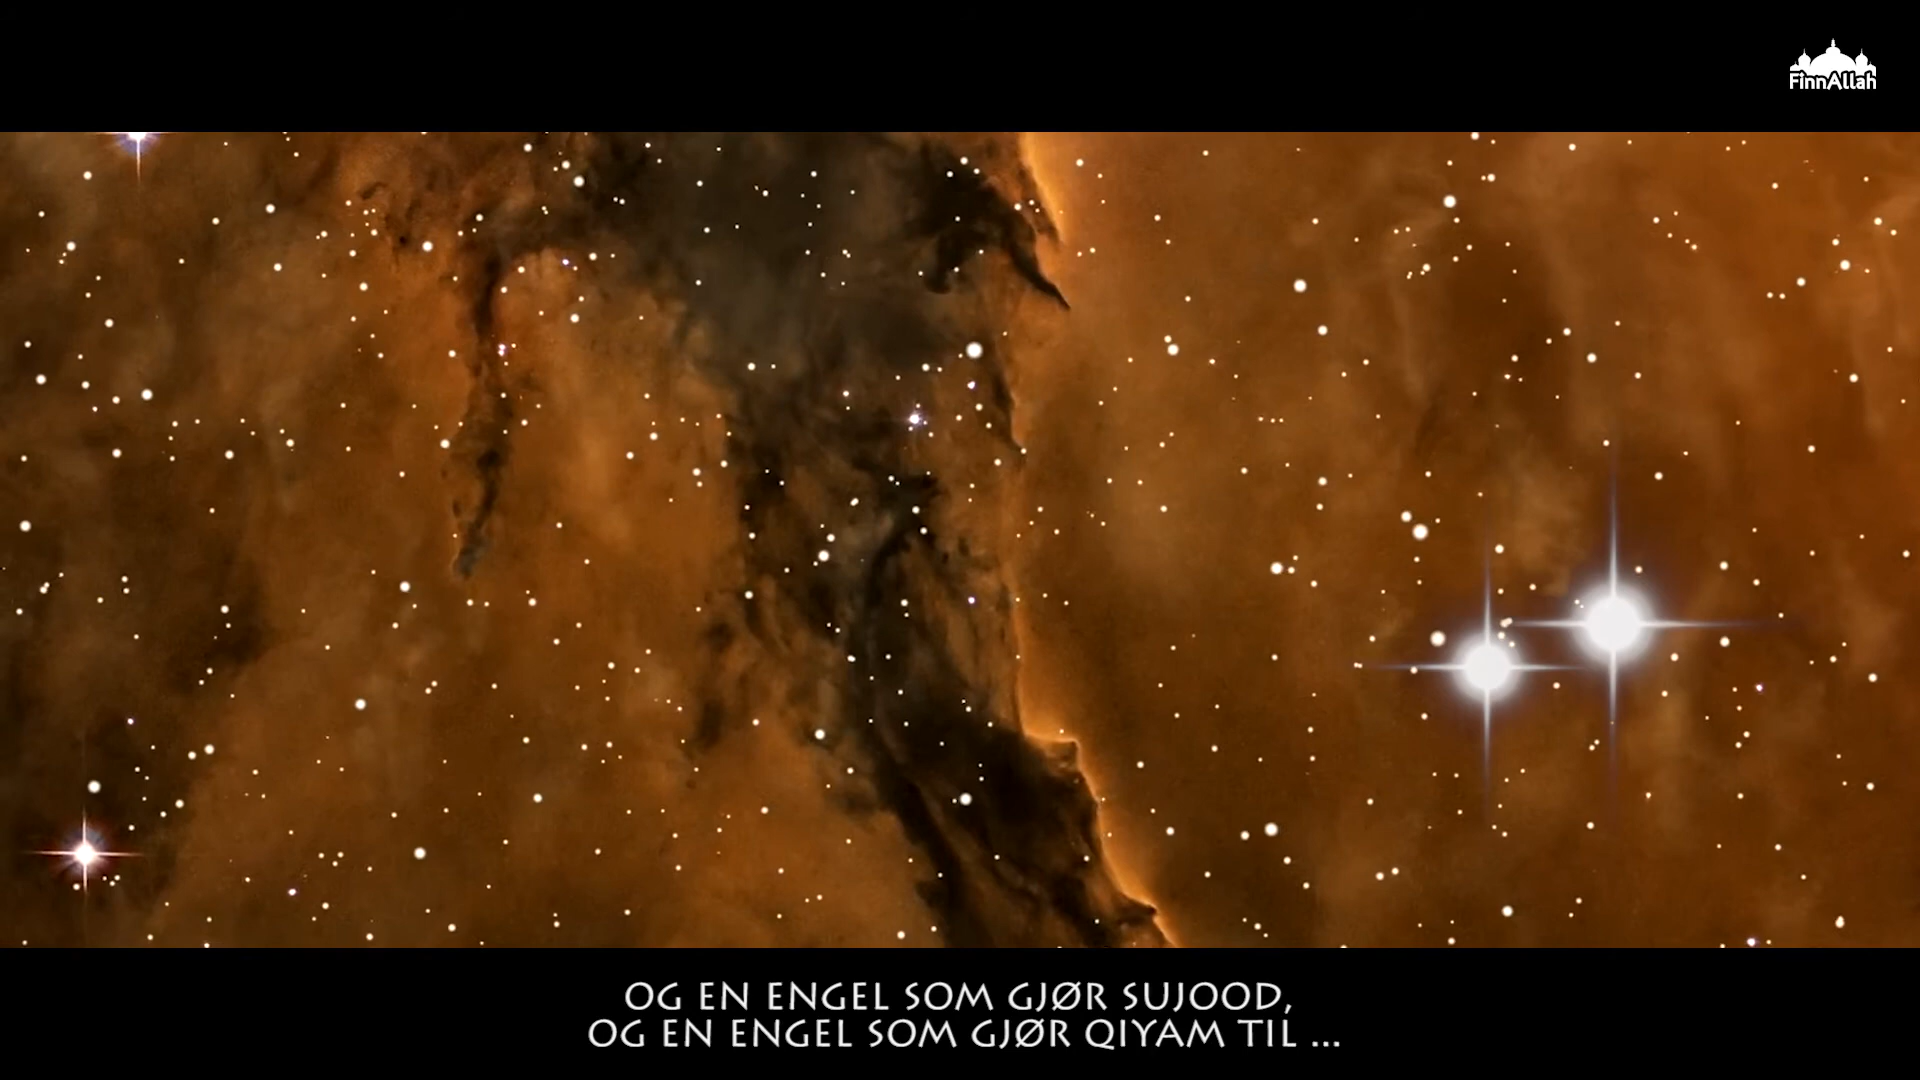 FinnAllah
OG EN ENGEL SOM GJØR SUJOOD,
OG EN ENGEL SOM GJØR QIYAM TIL ...